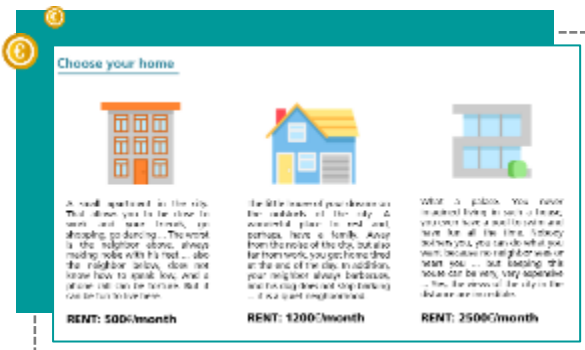 Choose your home
A small apartment in the city.
That allows you to be close to
work and your friends, go
shopping, go dancing ... The worst
is the neighbor above, always
making noise with his feet ... also
the neighbor below, does not
know how to speak low, and a
phone call can be torture. But it
can be fun to live here.
RENT: 500€/month
The little house of your dreams on
the outskirts of the city. A
wonderful place to rest and,
perhaps, have a family. Away
from the noise of the city, but also
far from work, you get home tired
at the end of the day. In addition,
your neighbor always barbecues,
and his dog does not stop barking
... it is a quiet neighborhood.
RENT: 1200€/month
What a palace. You never
imagined living in such a house,
you even have a pool to swim and
have fun all the time. Nobody
bothers you, you can do what you
want because no neighbor sees or
hears you ... but keeping this
house can be very, very expensive
... Yes, the views of the city in the
distance are incredible.
RENT: 2500€/month